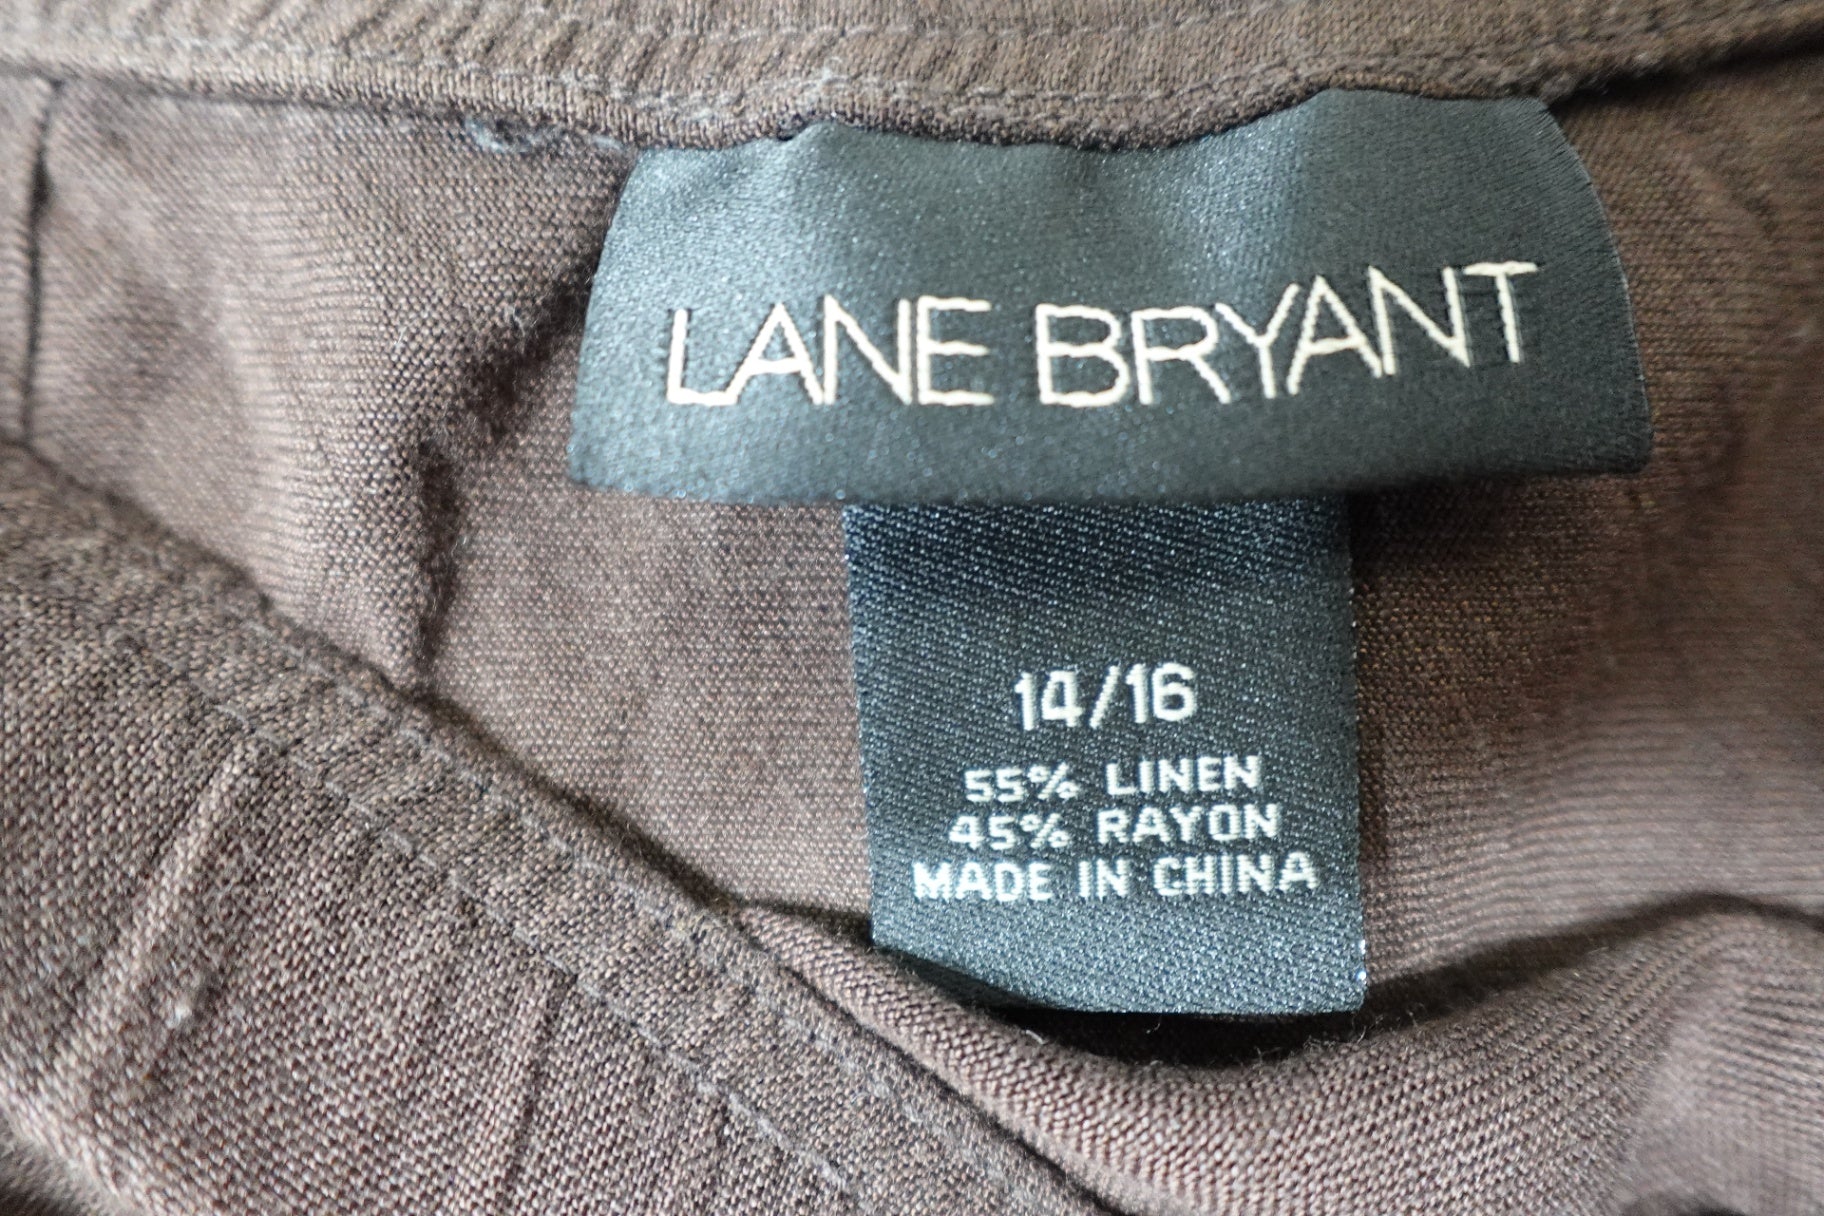 LANE BRYANT
14/16
55% LINEN
45% RAYON
MADE IN CHINA